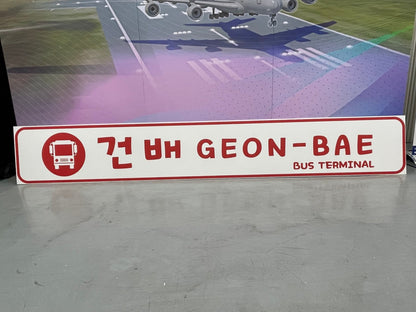 건배 GEON-BAE
BUS TERMINAL